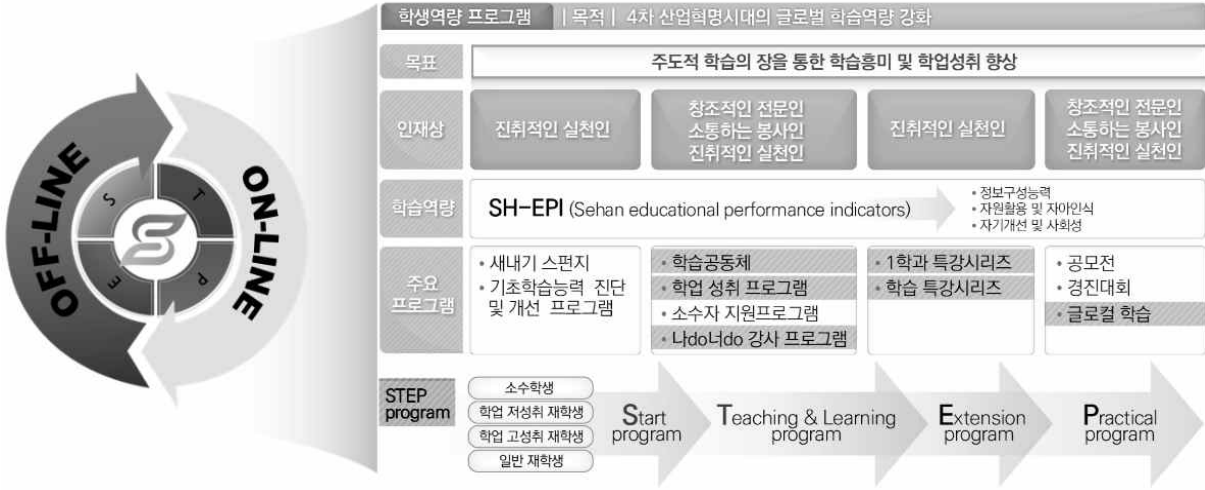 학생역량 프로그램 | 목적 | 4차 산업혁명시대의 글로벌 학습역량 강화
목표
주도적 학습의 장을 통한 학습흥미 및 학업성취 향상
인재상
진취적인 실천인
창조적인 전문인
소통하는 봉사인
진취적인 실천인
진취적인 실천인
창조적인 전문인
소통하는 봉사인
진취적인 실천인
학습역량
SH-EPI (Sehan educational performance indicators)
• 정보구성능력
• 자원활용 및 자아인식
• 자기개선 및 사회성
주요
프로그램
• 새내기 스펀지
• 기초학습능력 진단
및 개선 프로그램
• 학습공동체
• 학업 성취 프로그램
• 소수자 지원프로그램
• 나do너do 강사 프로그램
• 1학과 특강시리즈
• 학습 특강시리즈
• 공모전
• 경진대회
• 글로컬 학습
STEP
program
소수학생
학업 저성취 재학생
학업 고성취 재학생
일반 재학생
Start
program
Teaching & Learning
program
Extension
program
Practical
program
OFF-LINE
ON-LINE
S
T
E
P